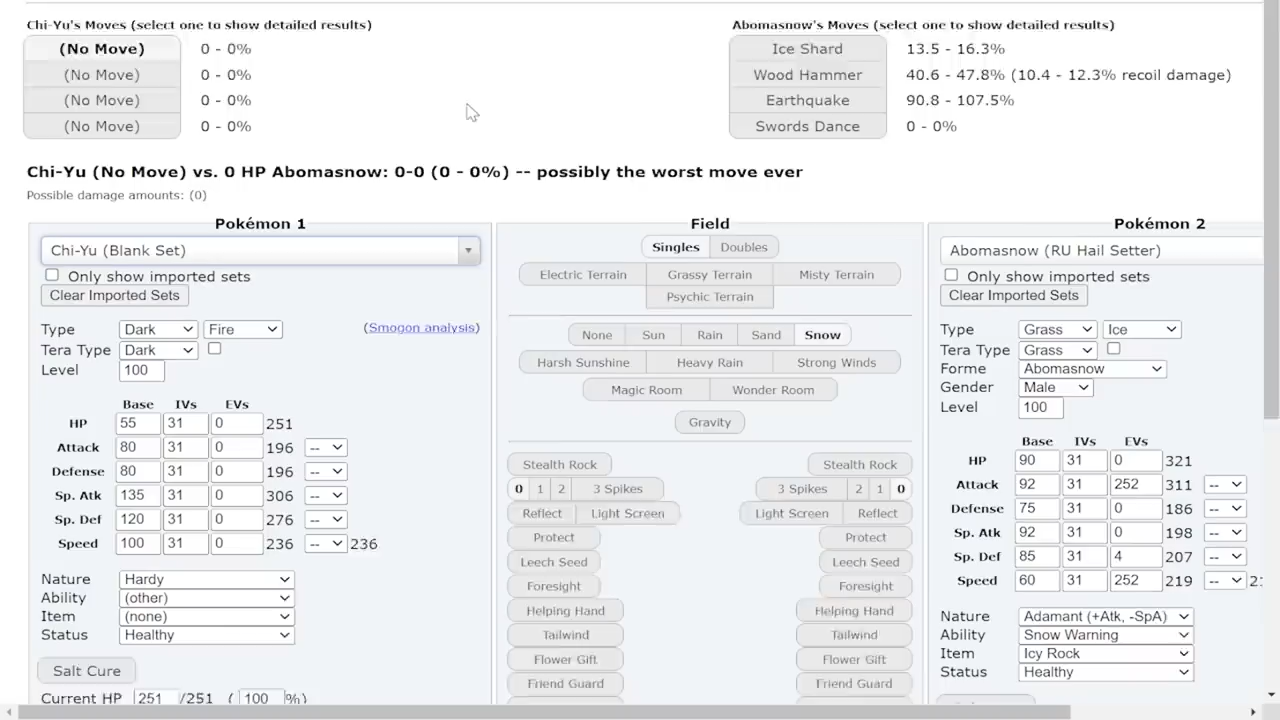 Chi-Yu's Moves (select one to show detailed results)
Abomasnow's Moves (select one to show detailed results)
(No Move) 0 - 0%
(No Move) 0 - 0%
(No Move) 0 - 0%
(No Move) 0 - 0%
Ice Shard 13.5 - 16.3%
Wood Hammer 40.6 - 47.8% (10.4 - 12.3% recoil damage)
Earthquake 90.8 - 107.5%
Swords Dance 0 - 0%
Chi-Yu (No Move) vs. 0 HP Abomasnow: 0-0 (0 - 0%) -- possibly the worst move ever
Possible damage amounts: (0)
Pokémon 1
Chi-Yu (Blank Set)
Only show imported sets
Clear Imported Sets
Type Dark Fire (Smogon analysis)
Tera Type Dark
Level 100
Base IVs EVs
HP 55 31 0 251
Attack 80 31 0 196 --
Defense 80 31 0 196 --
Sp. Atk 135 31 0 306 --
Sp. Def 120 31 0 276 --
Speed 100 31 0 236 -- 236
Nature Hardy
Ability (other)
Item (none)
Status Healthy
Salt Cure
Current HP 251 /251 ( 100 %)
Field
Singles Doubles
Electric Terrain Grassy Terrain Misty Terrain
Psychic Terrain
None Sun Rain Sand Snow
Harsh Sunshine Heavy Rain Strong Winds
Magic Room Wonder Room
Gravity
Stealth Rock Stealth Rock
0 1 2 3 Spikes 3 Spikes 2 1 0
Reflect Light Screen Light Screen Reflect
Protect Protect
Leech Seed Leech Seed
Foresight Foresight
Helping Hand Helping Hand
Tailwind Tailwind
Flower Gift Flower Gift
Friend Guard Friend Guard
Pokémon 2
Abomasnow (RU Hail Setter)
Only show imported sets
Clear Imported Sets
Type Grass Ice
Tera Type Grass
Forme Abomasnow
Gender Male
Level 100
Base IVs EVs
HP 90 31 0 321
Attack 92 31 252 311 --
Defense 75 31 0 186 --
Sp. Atk 92 31 0 198 --
Sp. Def 85 31 4 207 --
Speed 60 31 252 219 --
Nature Adamant (+Atk, -SpA)
Ability Snow Warning
Item Icy Rock
Status Healthy